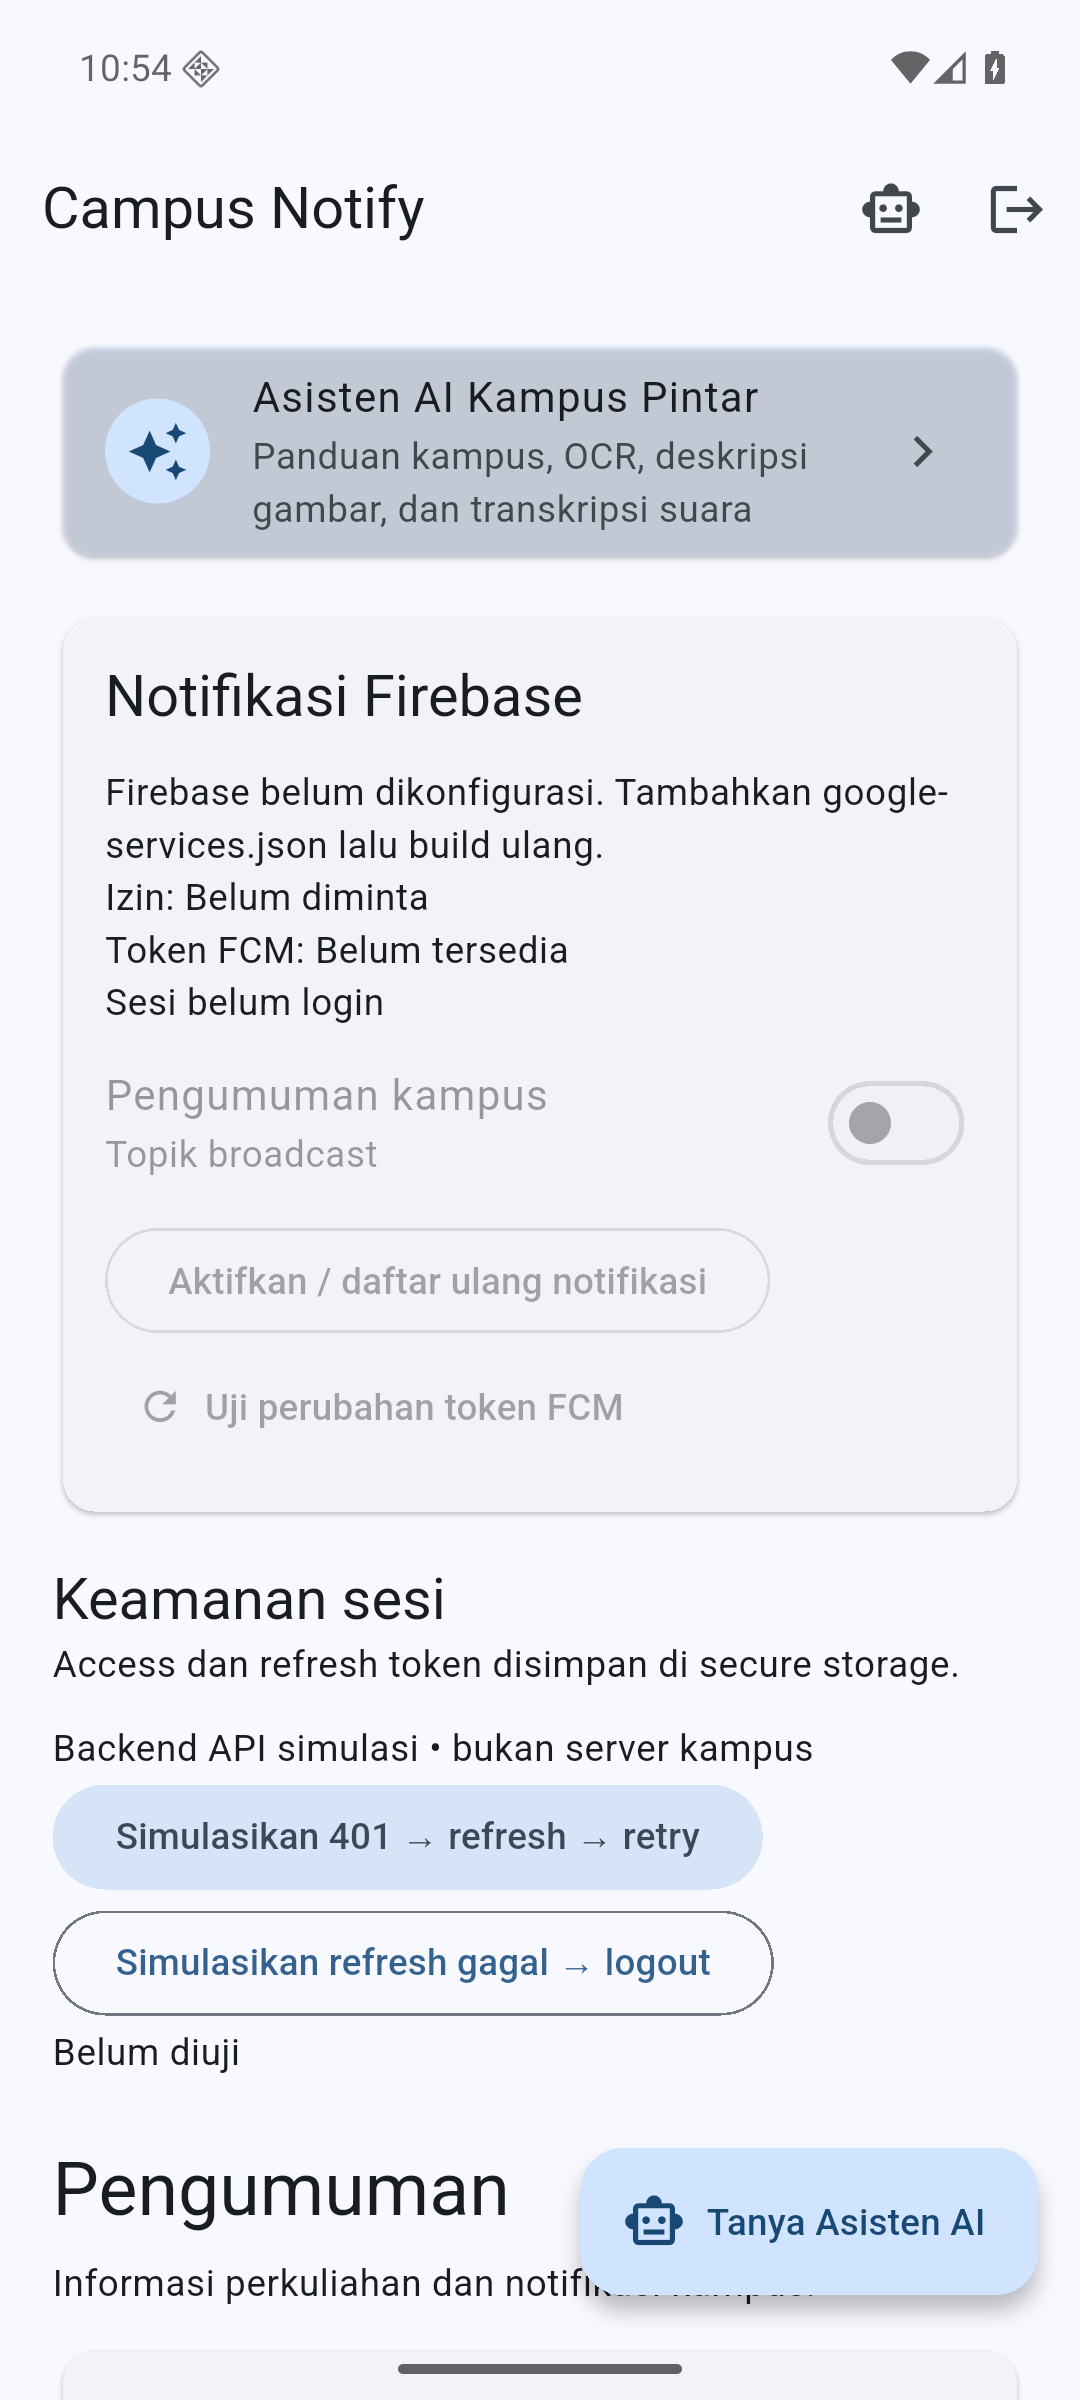 10:54
Campus Notify
Asisten AI Kampus Pintar
Panduan kampus, OCR, deskripsi
gambar, dan transkripsi suara
Notifikasi Firebase
Firebase belum dikonfigurasi. Tambahkan google-
services.json lalu build ulang.
Izin: Belum diminta
Token FCM: Belum tersedia
Sesi belum login
Pengumuman kampus
Topik broadcast
Aktifkan / daftar ulang notifikasi
Uji perubahan token FCM
Keamanan sesi
Access dan refresh token disimpan di secure storage.
Backend API simulasi • bukan server kampus
Simulasikan 401 → refresh → retry
Simulasikan refresh gagal → logout
Belum diuji
Pengumuman
Tanya Asisten AI
Informasi perkuliahan dan